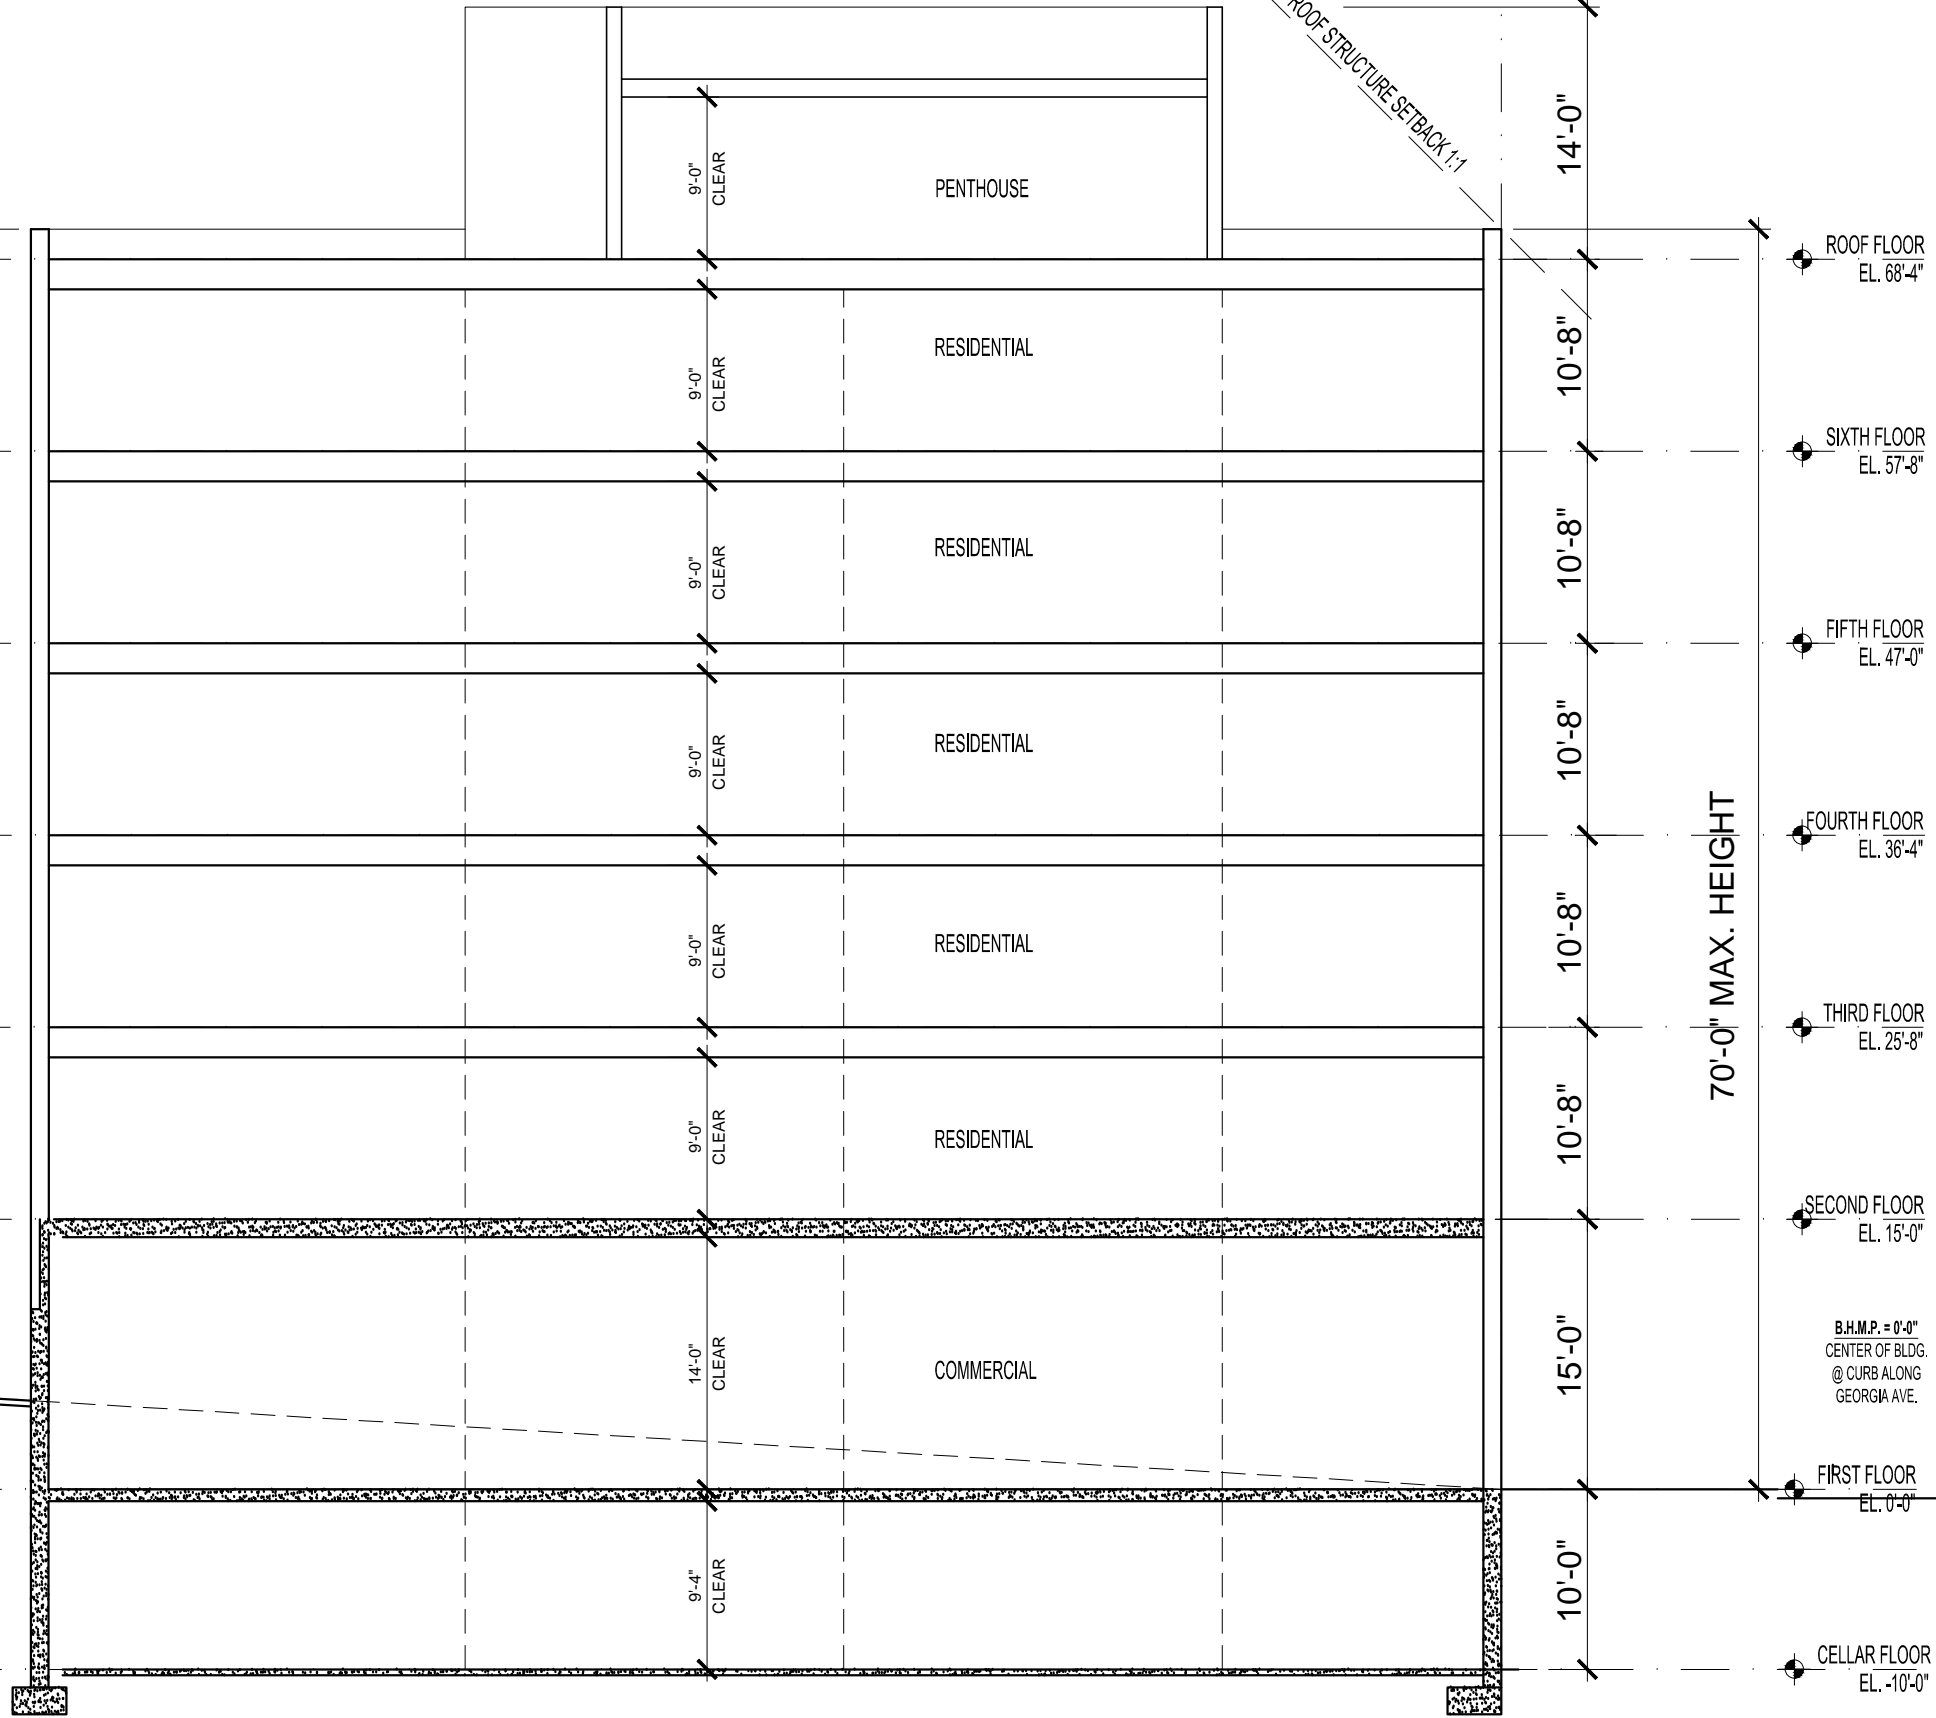 ROOF STRUCTURE SETBACK 1:1
14'-0"
9'-0"
CLEAR
PENTHOUSE
ROOF FLOOR
EL. 68'-4"
9'-0"
CLEAR
RESIDENTIAL
10'-8"
SIXTH FLOOR
EL. 57'-8"
9'-0"
CLEAR
RESIDENTIAL
10'-8"
FIFTH FLOOR
EL. 47'-0"
9'-0"
CLEAR
RESIDENTIAL
10'-8"
70'-0" MAX. HEIGHT
FOURTH FLOOR
EL. 36'-4"
9'-0"
CLEAR
RESIDENTIAL
10'-8"
THIRD FLOOR
EL. 25'-8"
9'-0"
CLEAR
RESIDENTIAL
10'-8"
SECOND FLOOR
EL. 15'-0"
14'-0"
CLEAR
COMMERCIAL
15'-0"
B.H.M.P. = 0'-0"
CENTER OF BLDG.
@ CURB ALONG
GEORGIA AVE.
FIRST FLOOR
EL. 0'-0"
9'-4"
CLEAR
10'-0"
CELLAR FLOOR
EL. -10'-0"